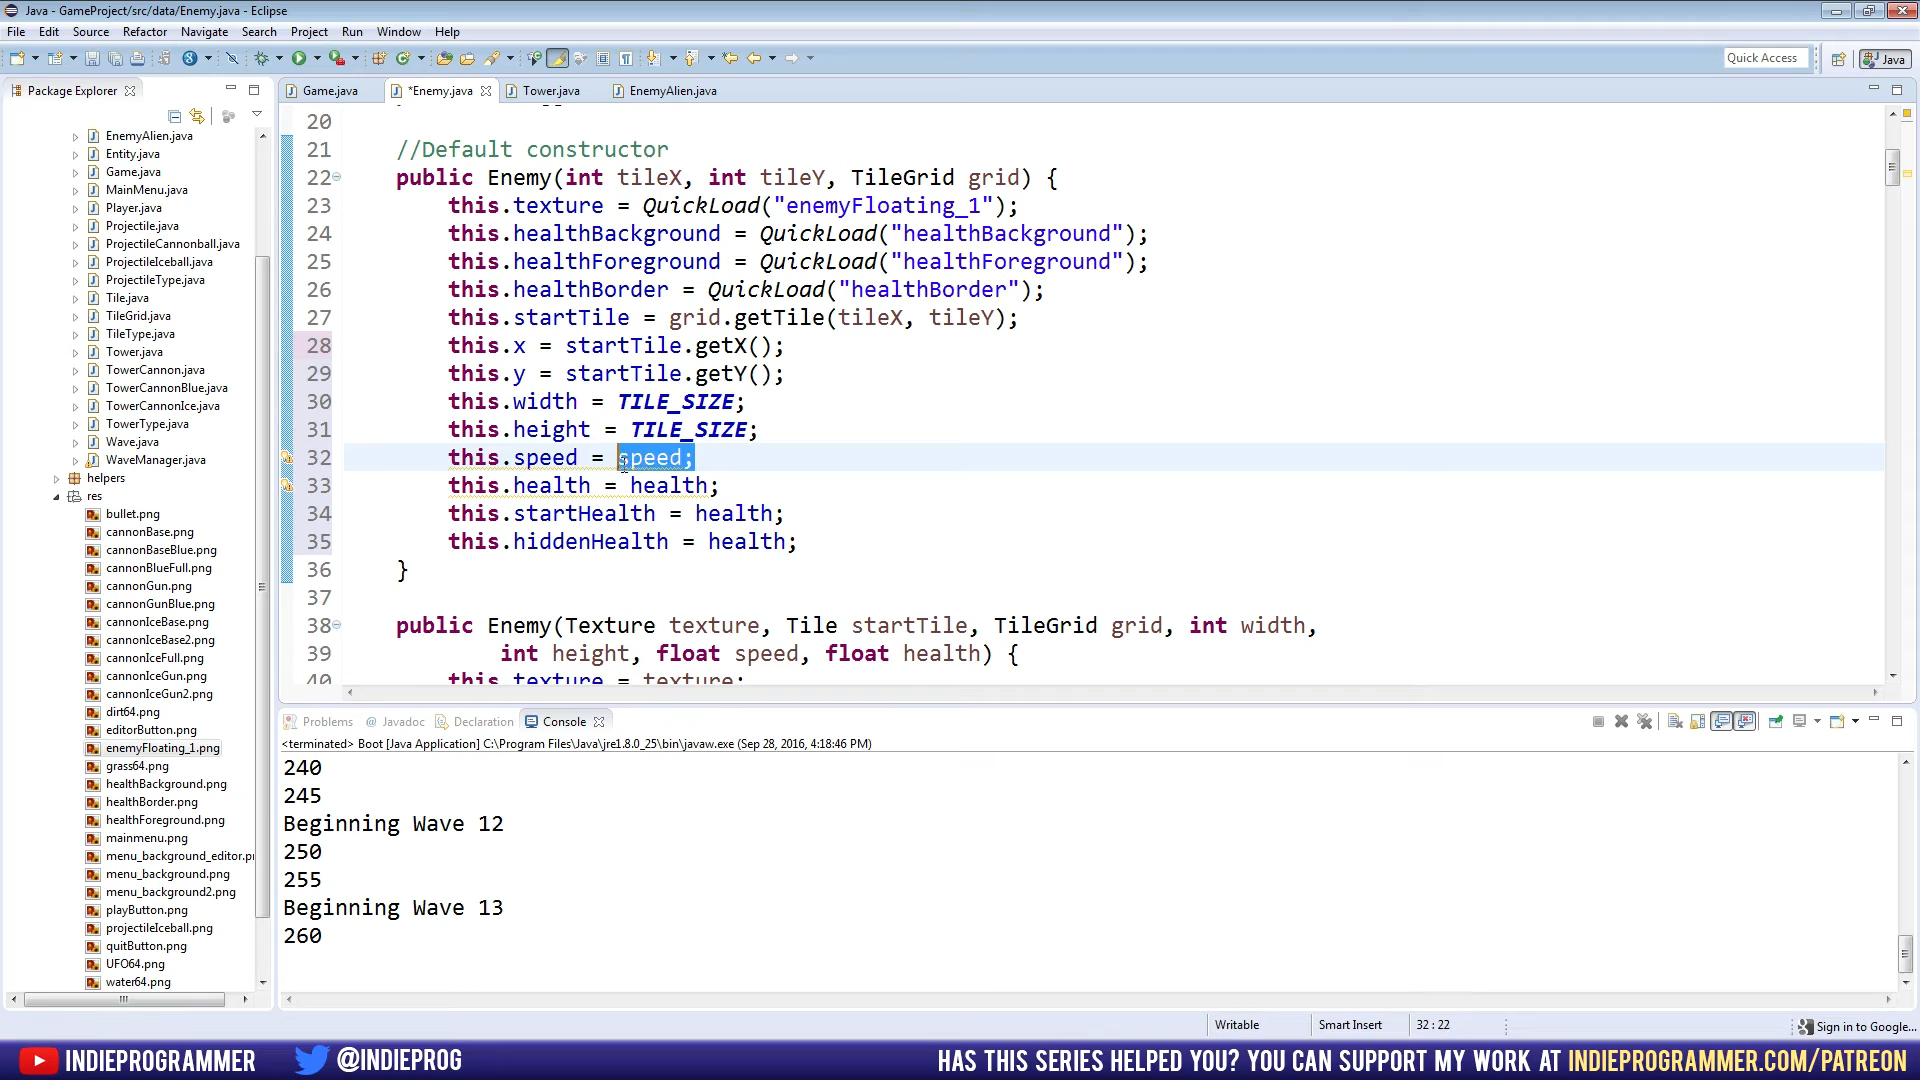 Java - GameProject/src/data/Enemy.java - Eclipse
File Edit Source Refactor Navigate Search Project Run Window Help
Quick Access
Java
Package Explorer
EnemyAlien.java
Entity.java
Game.java
MainMenu.java
Player.java
Projectile.java
ProjectileCannonball.java
ProjectileIceball.java
ProjectileType.java
Tile.java
TileGrid.java
TileType.java
Tower.java
TowerCannon.java
TowerCannonBlue.java
TowerCannonIce.java
TowerType.java
Wave.java
WaveManager.java
helpers
res
bullet.png
cannonBase.png
cannonBaseBlue.png
cannonBlueFull.png
cannonGun.png
cannonGunBlue.png
cannonIceBase.png
cannonIceBase2.png
cannonIceFull.png
cannonIceGun.png
cannonIceGun2.png
dirt64.png
editorButton.png
enemyFloating_1.png
grass64.png
healthBackground.png
healthBorder.png
healthForeground.png
mainmenu.png
menu_background_editor.p
menu_background.png
menu_background2.png
playButton.png
projectileIceball.png
quitButton.png
UFO64.png
water64.png
Game.java *Enemy.java Tower.java EnemyAlien.java
20
21 //Default constructor
22 public Enemy(int tileX, int tileY, TileGrid grid) {
23 this.texture = QuickLoad("enemyFloating_1");
24 this.healthBackground = QuickLoad("healthBackground");
25 this.healthForeground = QuickLoad("healthForeground");
26 this.healthBorder = QuickLoad("healthBorder");
27 this.startTile = grid.getTile(tileX, tileY);
28 this.x = startTile.getX();
29 this.y = startTile.getY();
30 this.width = TILE_SIZE;
31 this.height = TILE_SIZE;
32 this.speed = speed;
33 this.health = health;
34 this.startHealth = health;
35 this.hiddenHealth = health;
36 }
37
38 public Enemy(Texture texture, Tile startTile, TileGrid grid, int width,
39 int height, float speed, float health) {
40 this.texture = texture;
Problems Javadoc Declaration Console
<terminated> Boot [Java Application] C:\Program Files\Java\jre1.8.0_25\bin\javaw.exe (Sep 28, 2016, 4:18:46 PM)
240
245
Beginning Wave 12
250
255
Beginning Wave 13
260
Writable Smart Insert 32 : 22
Sign in to Google...
INDIEPROGRAMMER @INDIEPROG HAS THIS SERIES HELPED YOU? YOU CAN SUPPORT MY WORK AT INDIEPROGRAMMER.COM/PATREON